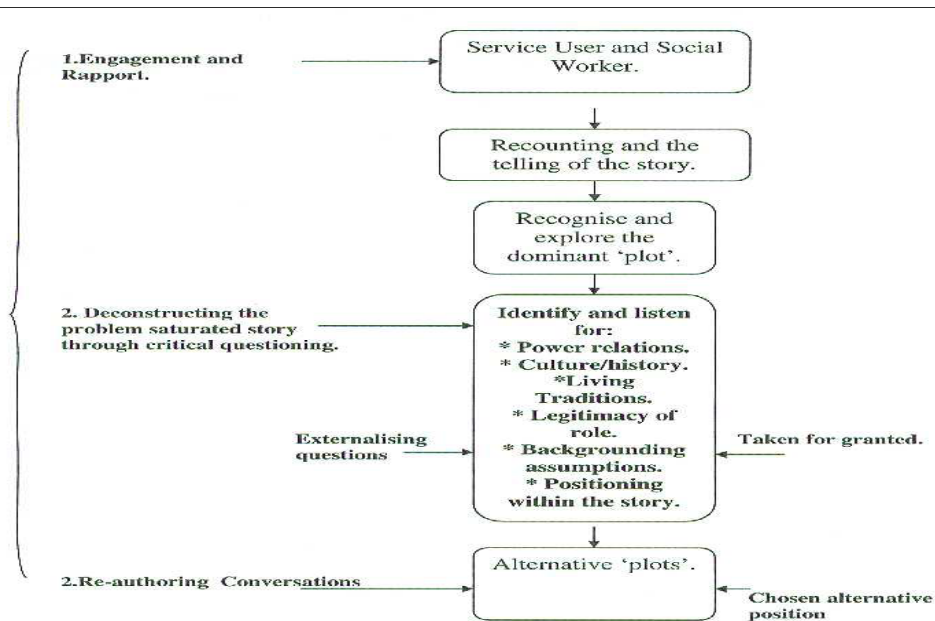 1.Engagement and
Rapport.
Service User and Social
Worker.
Recounting and the
telling of the story.
Recognise and
explore the
dominant ‘plot’.
2. Deconstructing the
problem saturated story
through critical questioning.
Identify and listen
for:
* Power relations.
* Culture/history.
*Living
Traditions.
* Legitimacy of
role.
* Backgrounding
assumptions.
* Positioning
within the story.
Externalising
questions
Taken for granted.
2.Re-authoring Conversations
Alternative ‘plots’.
Chosen alternative
position